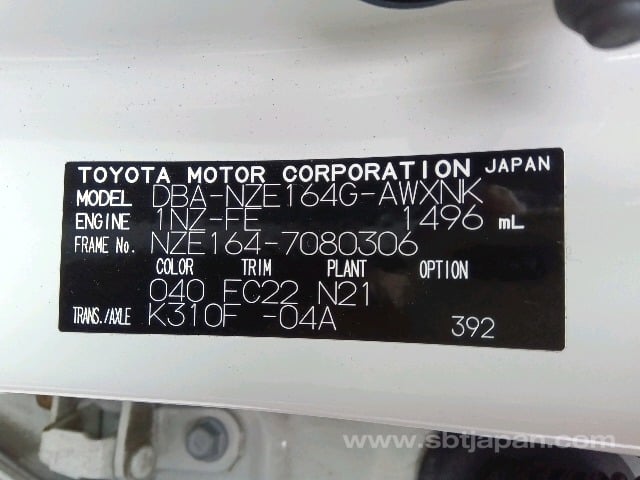 TOYOTA MOTOR CORPORATION JAPAN
MODEL DBA-NZE164G-AWXNK
ENGINE 1NZ-FE 1496 mL
FRAME No. NZE164-7080306
COLOR TRIM PLANT OPTION
040 FC22 N21
TRANS./AXLE K310F -04A 392
www.sbtjapan.com